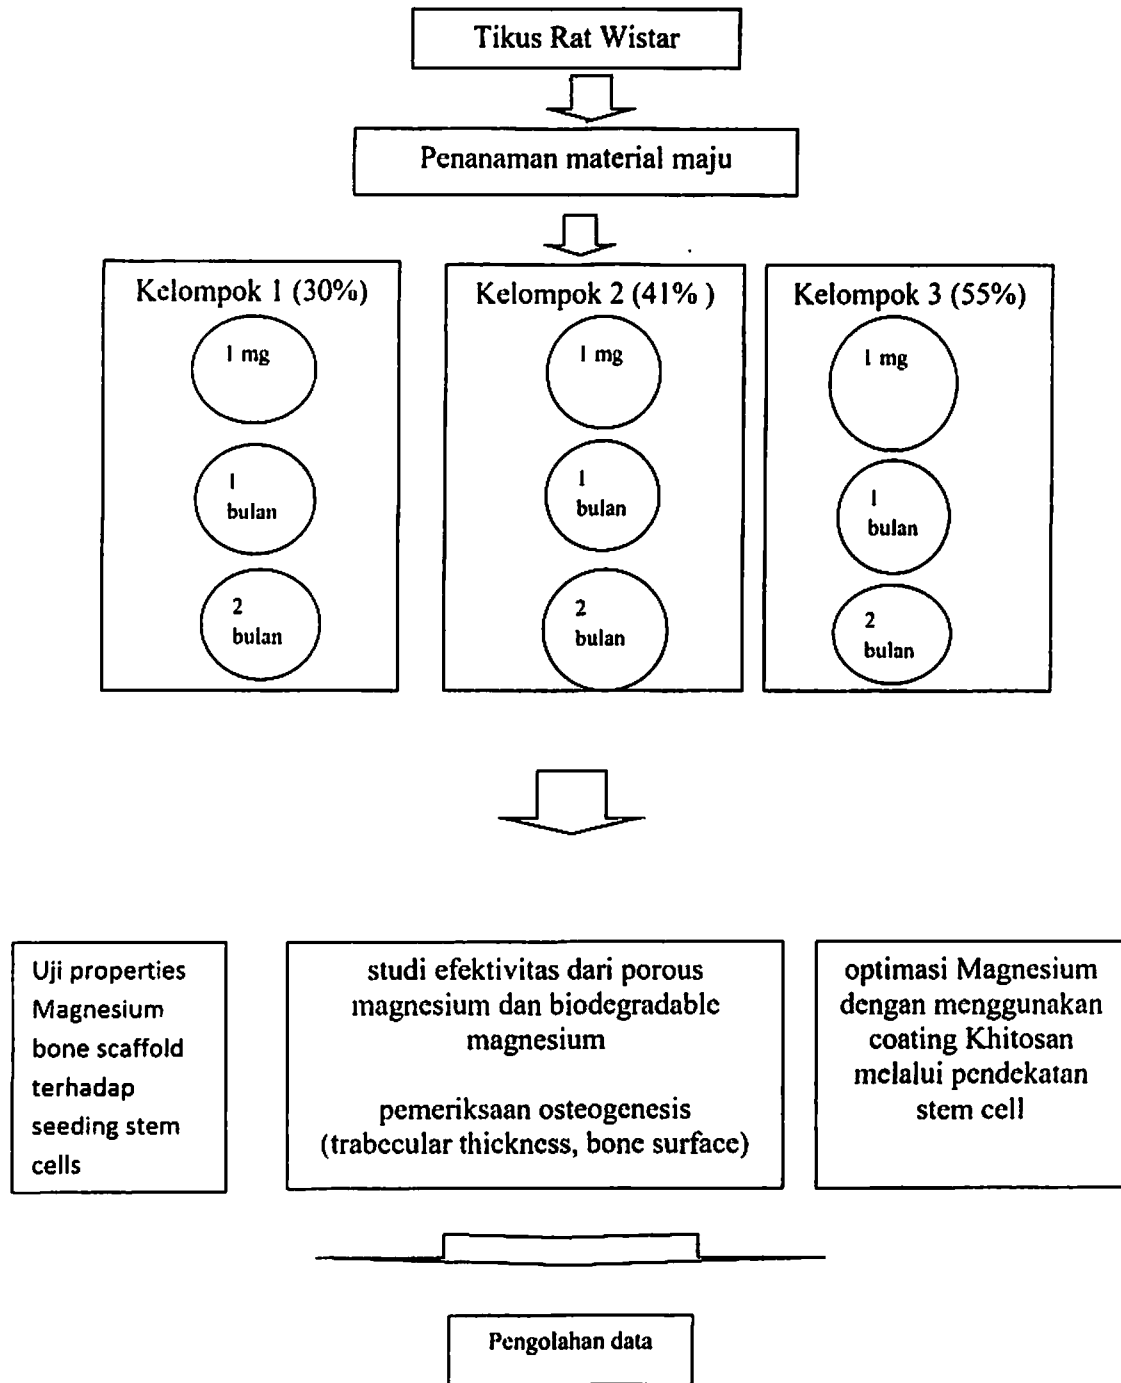 Tikus Rat Wistar
Penanaman material maju
Kelompok 1 (30%)
1 mg
1
bulan
2
bulan
Kelompok 2 (41% )
1 mg
1
bulan
2
bulan
Kelompok 3 (55%)
1 mg
1
bulan
2
bulan
Uji properties
Magnesium
bone scaffold
terhadap
seeding stem
cells
studi efektivitas dari porous
magnesium dan biodegradable
magnesium
pemeriksaan osteogenesis
(trabecular thickness, bone surface)
optimasi Magnesium
dengan menggunakan
coating Khitosan
melalui pendekatan
stem cell
Pengolahan data